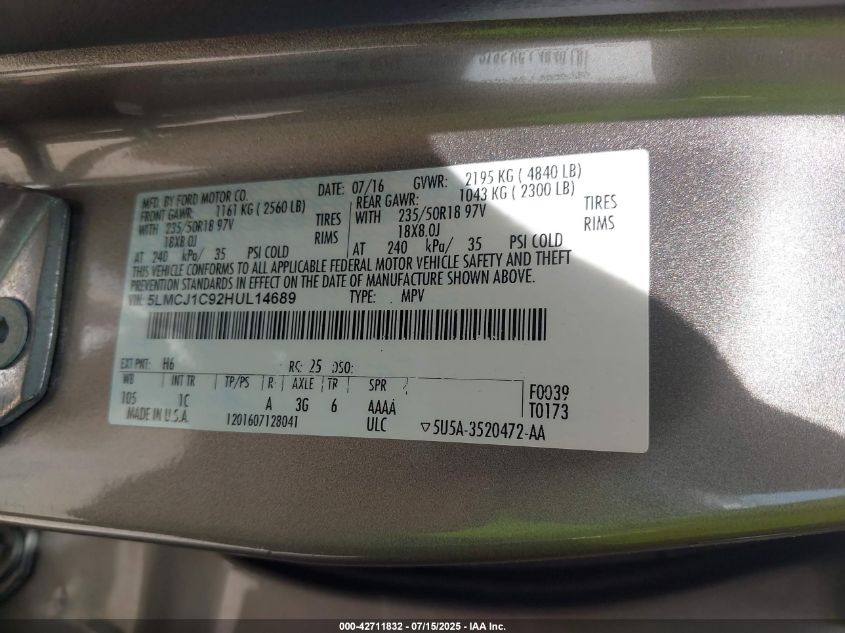 MFD. BY FORD MOTOR CO. DATE: 07/16 GVWR: 2195 KG ( 4840 LB)
FRONT GAWR: 1161 KG ( 2560 LB) REAR GAWR: 1043 KG ( 2300 LB)
WITH 235/50R18 97V TIRES WITH 235/50R18 97V TIRES
18X8.0J RIMS 18X8.0J RIMS
AT 240 kPa/ 35 PSI COLD AT 240 kPa/ 35 PSI COLD
THIS VEHICLE CONFORMS TO ALL APPLICABLE FEDERAL MOTOR VEHICLE SAFETY AND THEFT
PREVENTION STANDARDS IN EFFECT ON THE DATE OF MANUFACTURE SHOWN ABOVE.
VIN: 5LMCJ1C92HUL14689 TYPE: MPV
EXT PNT: H6 RC: 25 DSO:
WB INT TR TP/PS R AXLE TR SPR
105 1C A 3G 6 AAAA
F0039
T0173
MADE IN U.S.A. 1201607128041 ULC ▽5U5A-3520472-AA
000-42711832 / 07/15/2025 - IAA Inc.